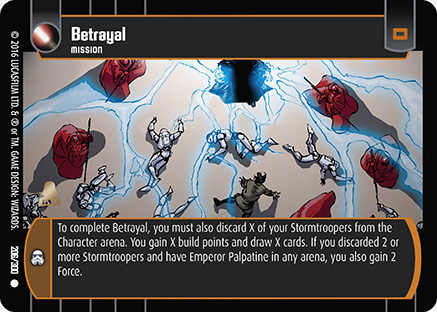 Betrayal
MISSION
To complete Betrayal, you must also discard X of your Stormtroopers from the
Character arena. You gain X build points and draw X cards. If you discarded 2 or
more Stormtroopers and have Emperor Palpatine in any arena, you also gain 2
Force.
© 2016 LUCASFILM LTD. & ® or TM. GAME DESIGN: WIZARDS.